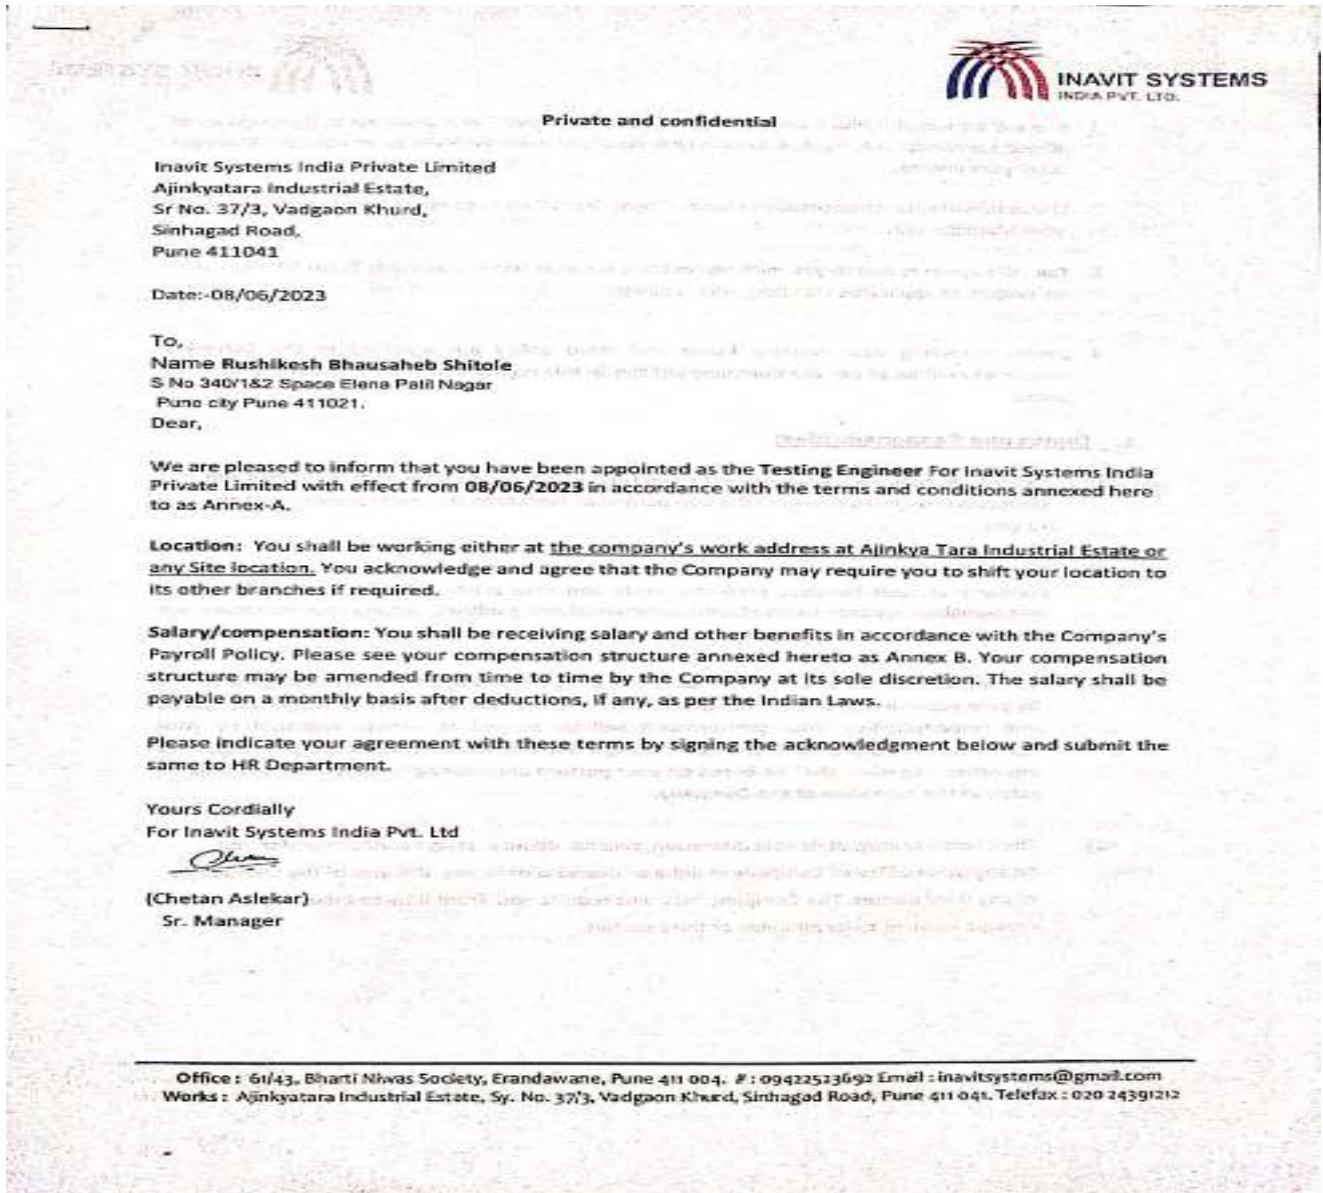 INAVIT SYSTEMS
INDIA PVT. LTD.
Private and confidential
Inavit Systems India Private Limited
Ajinkyatara Industrial Estate,
Sr No. 37/3, Vadgaon Khurd,
Sinhagad Road,
Pune 411041
Date:-08/06/2023
To,
Name Rushikesh Bhausaheb Shitole
S No 340/1&2 Space Elena Patil Nagar
Pune city Pune 411021.
Dear,
We are pleased to inform that you have been appointed as the Testing Engineer For Inavit Systems India
Private Limited with effect from 08/06/2023 in accordance with the terms and conditions annexed here
to as Annex-A.
Location: You shall be working either at the company's work address at Ajinkya Tara Industrial Estate or
any Site location. You acknowledge and agree that the Company may require you to shift your location to
its other branches if required.
Salary/compensation: You shall be receiving salary and other benefits in accordance with the Company's
Payroll Policy. Please see your compensation structure annexed hereto as Annex B. Your compensation
structure may be amended from time to time by the Company at its sole discretion. The salary shall be
payable on a monthly basis after deductions, if any, as per the Indian Laws.
Please indicate your agreement with these terms by signing the acknowledgment below and submit the
same to HR Department.
Yours Cordially
For Inavit Systems India Pvt. Ltd
(Chetan Aslekar)
Sr. Manager
Office : 61/43, Bharti Niwas Society, Erandawane, Pune 411 004. # : 09422523692 Email : inavitsystems@gmail.com
Works : Ajinkyatara Industrial Estate, Sy. No. 37/3, Vadgaon Khurd, Sinhagad Road, Pune 411 041. Telefax : 020 24391212